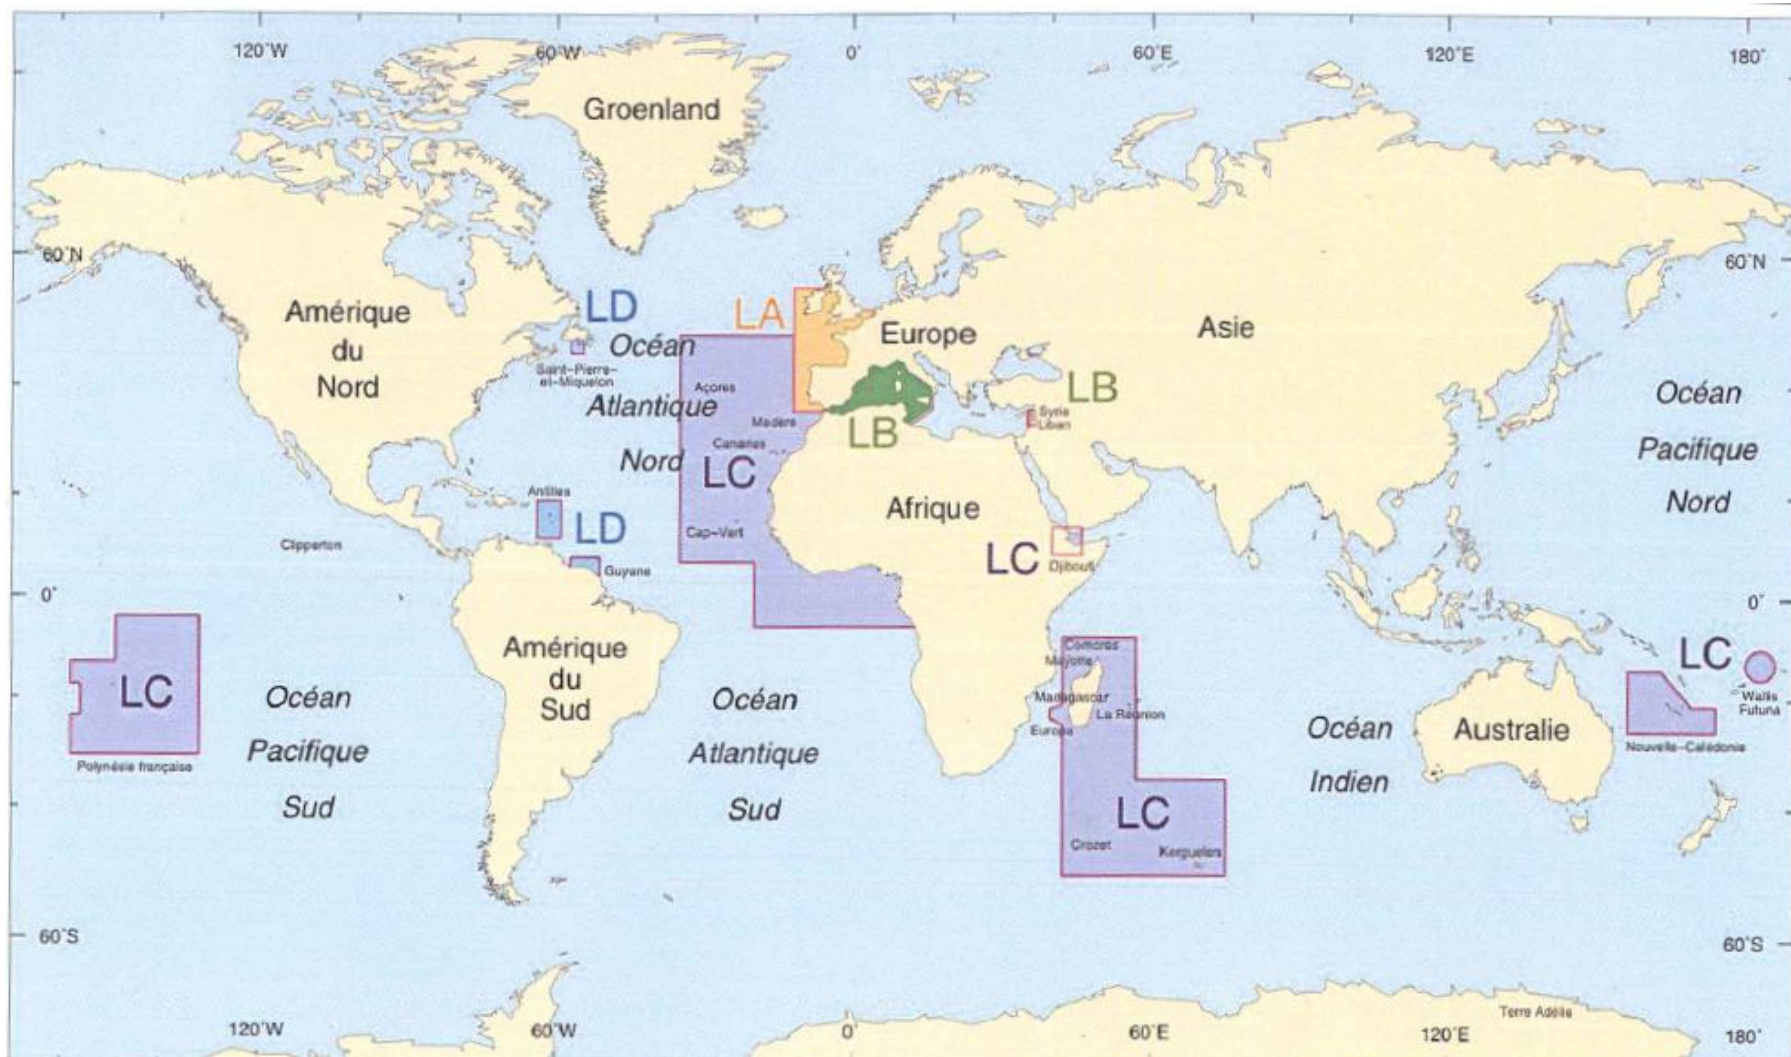 120°W
60°W
0°
60°E
120°E
180°
Groenland
60°N
60°N
Amérique
du
Nord
LD
LA
Océan
Europe
Asie
Saint-Pierre-
et-Miquelon
Açores
Atlantique
LB
Océan
Madère
LB
Syrie
Liban
Canaries
Nord
LC
Pacifique
Nord
Antilles
Afrique
LD
Cap-Vert
Clipperton
LC
Djibouti
Guyane
0°
0°
Amérique
du
Sud
Comores
Mayotte
LC
LC
Océan
Pacifique
Sud
Océan
Atlantique
Sud
Madagascar
La Réunion
Europa
Wallis
Futuna
Océan
Indien
Australie
Nouvelle-Calédonie
Polynésie française
LC
Crozet
Kerguelen
60°S
60°S
Terre Adélie
120°W
60°W
0°
60°E
120°E
180°